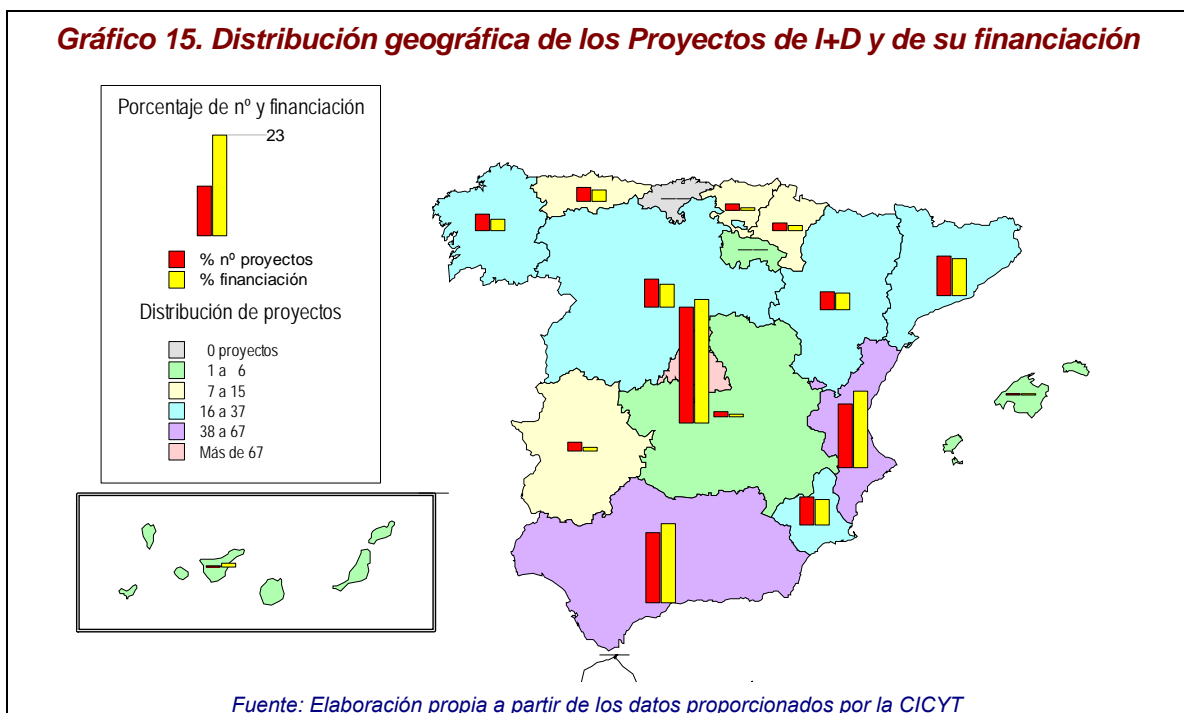 Gráfico 15. Distribución geográfica de los Proyectos de I+D y de su financiación
Porcentaje de nº y financiación
23
% nº proyectos
% financiación
Distribución de proyectos
0 proyectos
1 a 6
7 a 15
16 a 37
38 a 67
Más de 67
Fuente: Elaboración propia a partir de los datos proporcionados por la CICYT